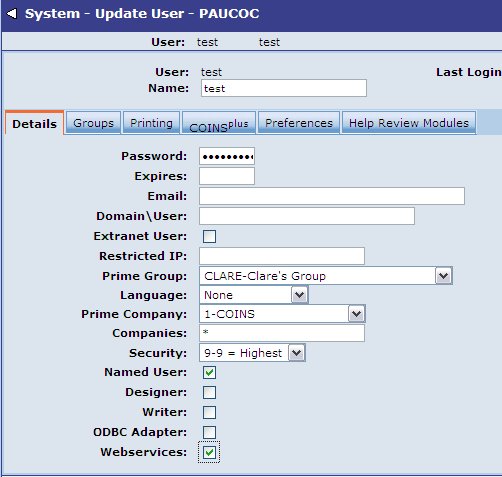 System - Update User - PAUCOC
User: test test
User: test Last Login
Name: test
Details Groups Printing COINSplus Preferences Help Review Modules
Password: •••••••••
Expires:
Email:
Domain\User:
Extranet User:
Restricted IP:
Prime Group: CLARE-Clare's Group
Language: None
Prime Company: 1-COINS
Companies: *
Security: 9-9 = Highest
Named User:
Designer:
Writer:
ODBC Adapter:
Webservices: